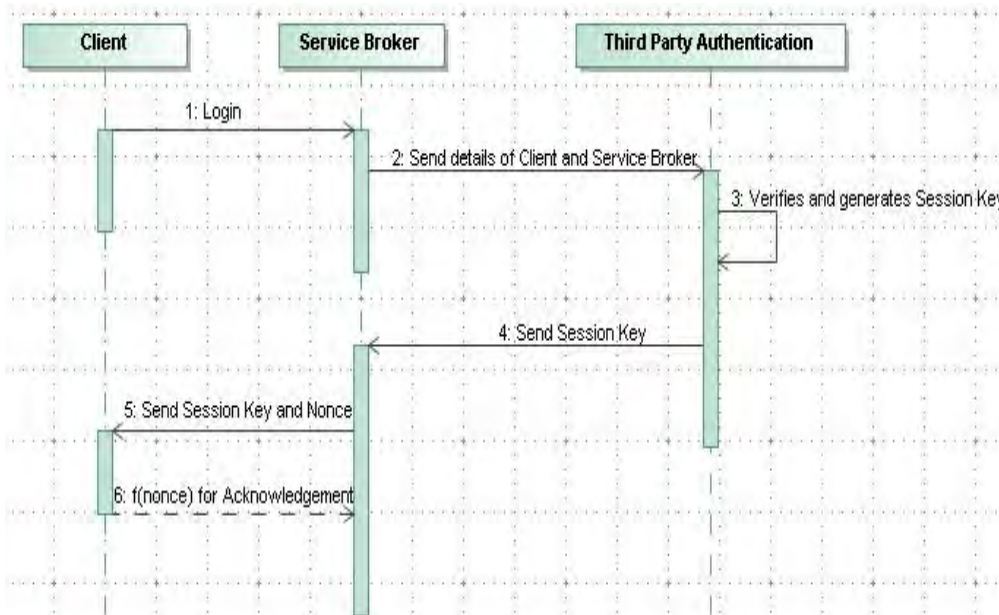 Client
Service Broker
Third Party Authentication
1: Login
2: Send details of Client and Service Broker
3: Verifies and generates Session Key
4: Send Session Key
5: Send Session Key and Nonce
6: f(nonce) for Acknowledgement